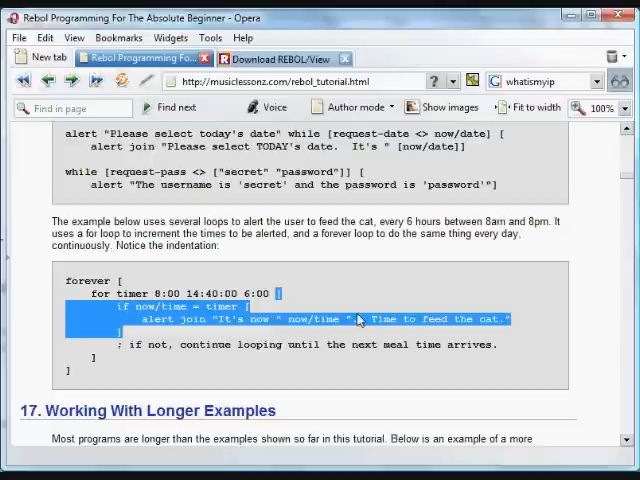 Rebol Programming For The Absolute Beginner - Opera
File Edit View Bookmarks Widgets Tools Help
New tab Rebol Programming Fo... Download REBOL/View
http://musiclessonz.com/rebol_tutorial.html ? whatismyip
Find in page Find next Voice Author mode Show images Fit to width 100%
alert "Please select today's date" while [request-date <> now/date] [
alert join "Please select TODAY's date.  It's " [now/date]]
while [request-pass <> ["secret" "password"]] [
alert "The username is 'secret' and the password is 'password'"]
The example below uses several loops to alert the user to feed the cat, every 6 hours between 8am and 8pm. It
uses a for loop to increment the times to be alerted, and a forever loop to do the same thing every day,
continuously. Notice the indentation:
forever [
for timer 8:00 14:40:00 6:00 [
if now/time = timer [
alert join "It's now " now/time ".  Time to feed the cat."
]
; if not, continue looping until the next meal time arrives.
]
]
17. Working With Longer Examples
Most programs are longer than the examples shown so far in this tutorial. Below is an example of a more